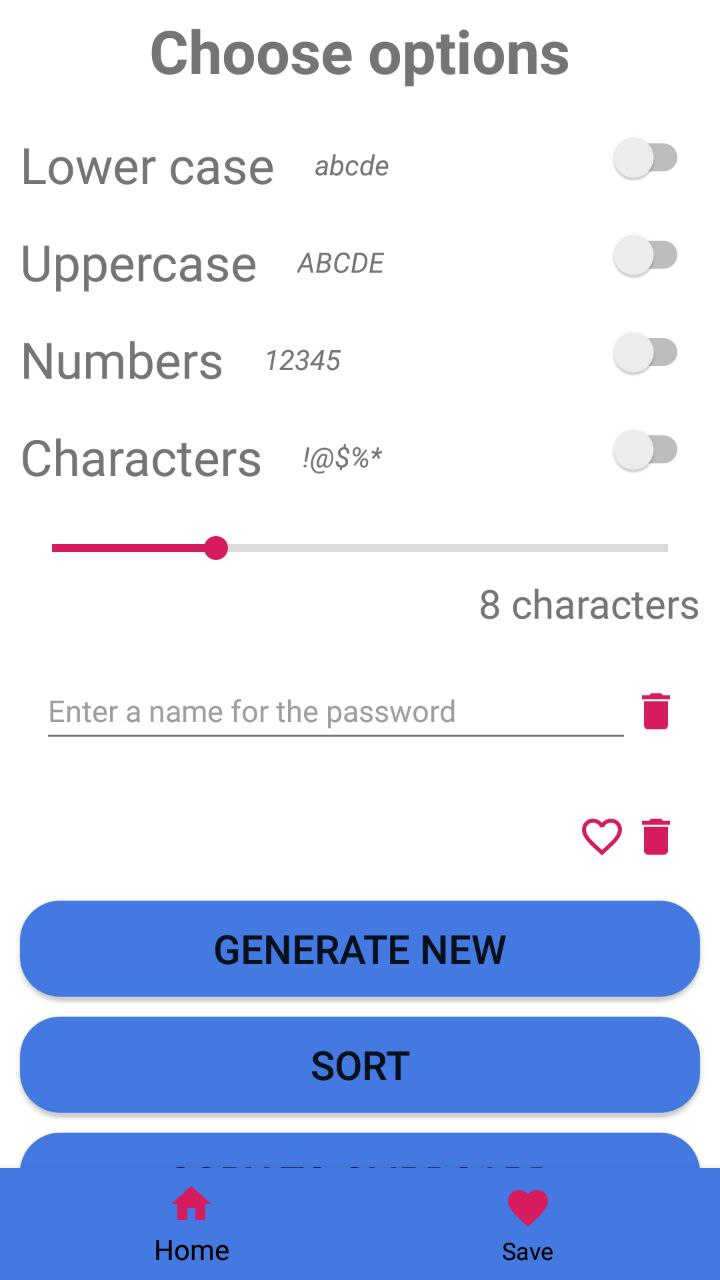 Choose options
Lower case abcde
Uppercase ABCDE
Numbers 12345
Characters !@$%*
8 characters
Enter a name for the password
GENERATE NEW
SORT
Home Save